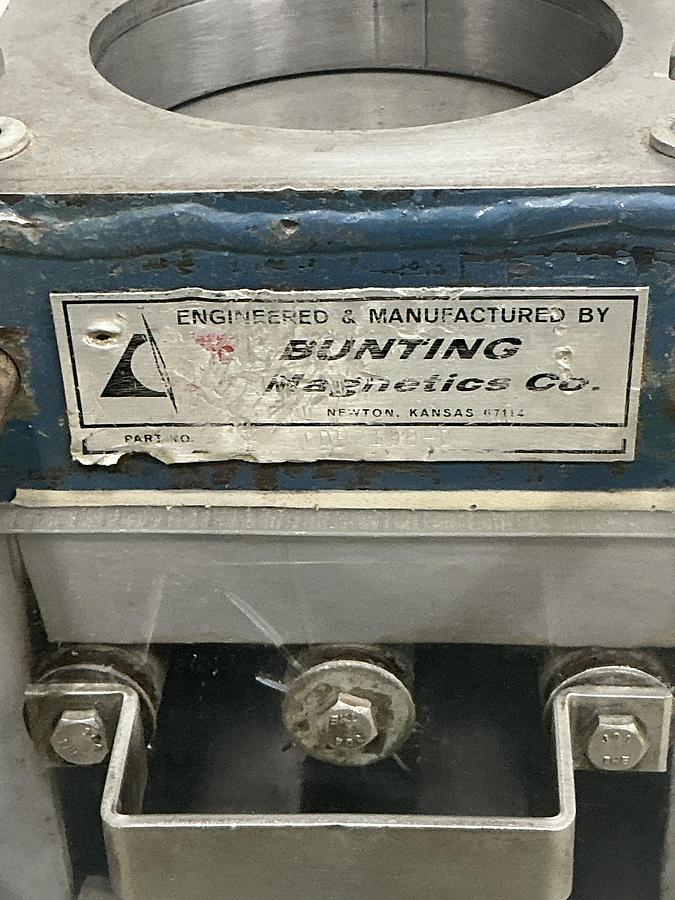 ENGINEERED & MANUFACTURED BY
BUNTING
Magnetics Co.
NEWTON, KANSAS 67114
PART NO.